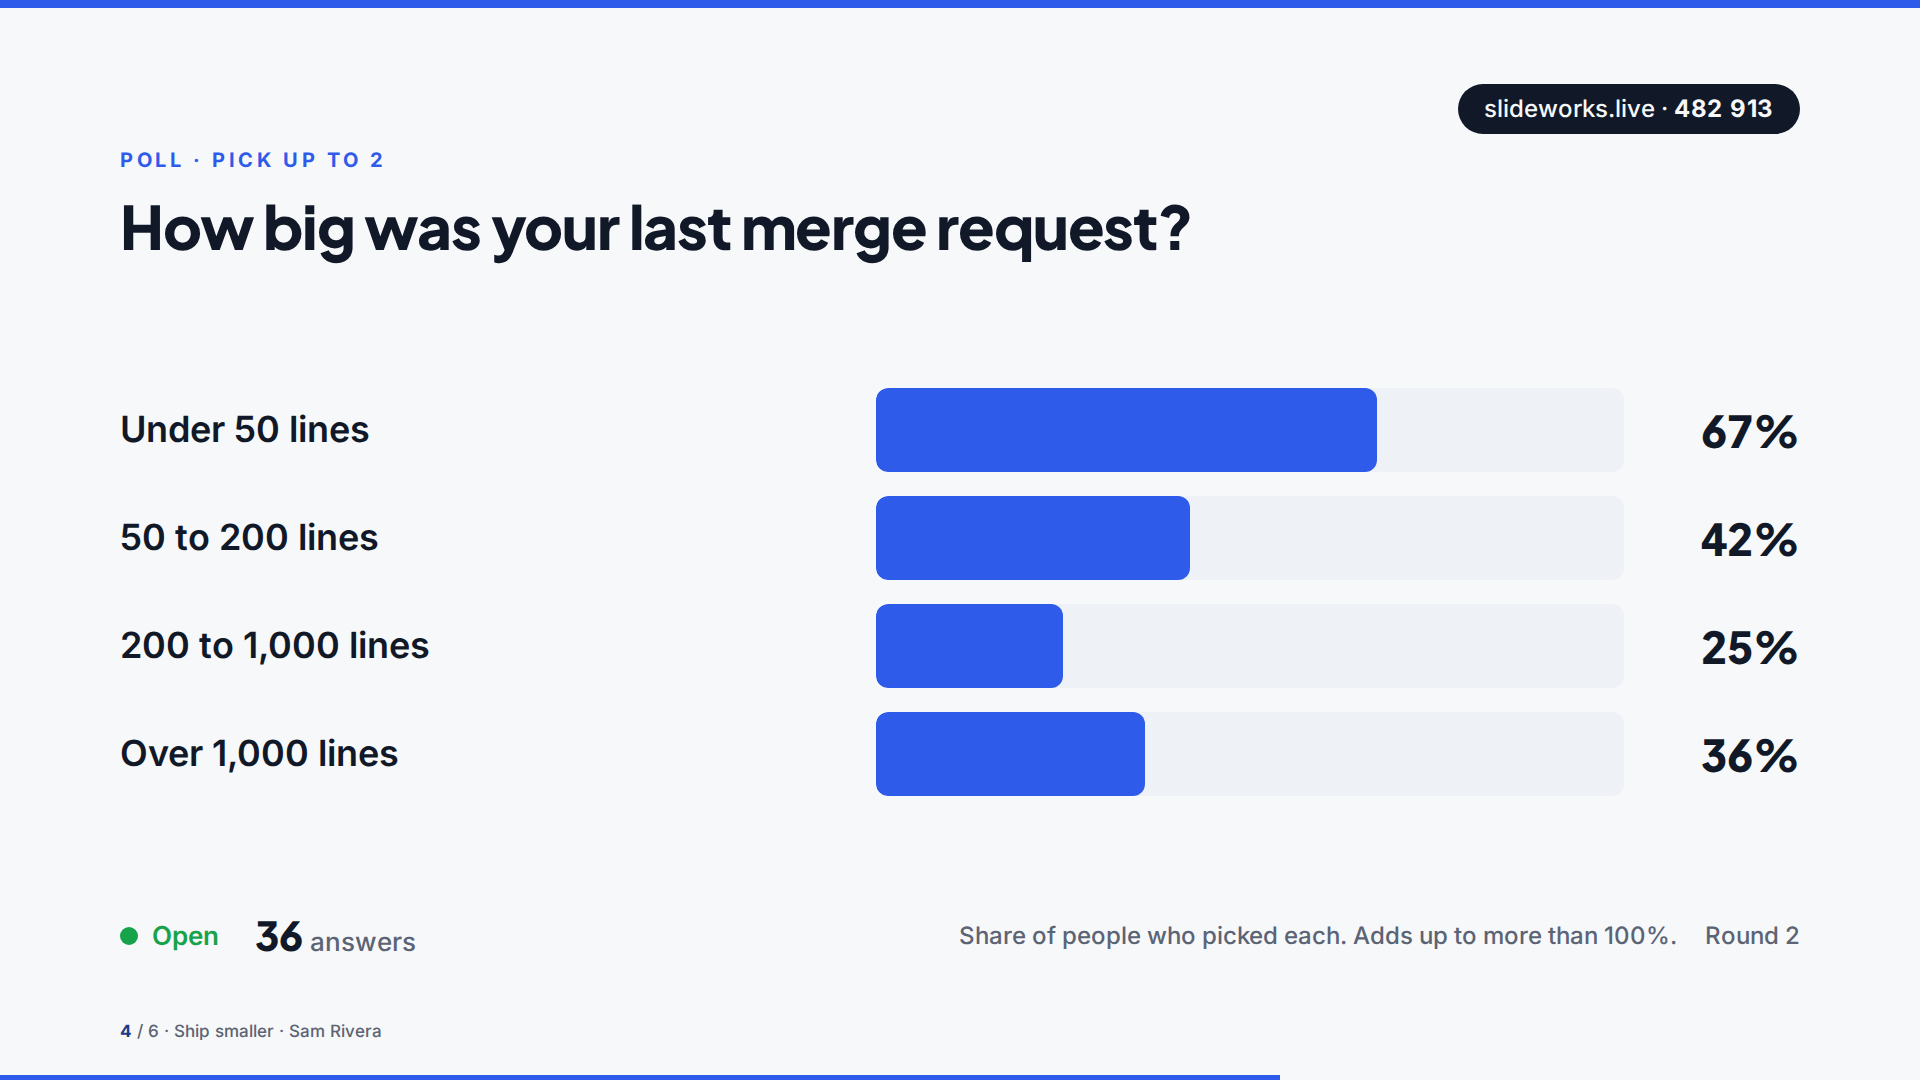 slideworks.live · 482 913
POLL · PICK UP TO 2
How big was your last merge request?
Under 50 lines 67%
50 to 200 lines 42%
200 to 1,000 lines 25%
Over 1,000 lines 36%
Open 36 answers Share of people who picked each. Adds up to more than 100%. Round 2
4 / 6 · Ship smaller · Sam Rivera